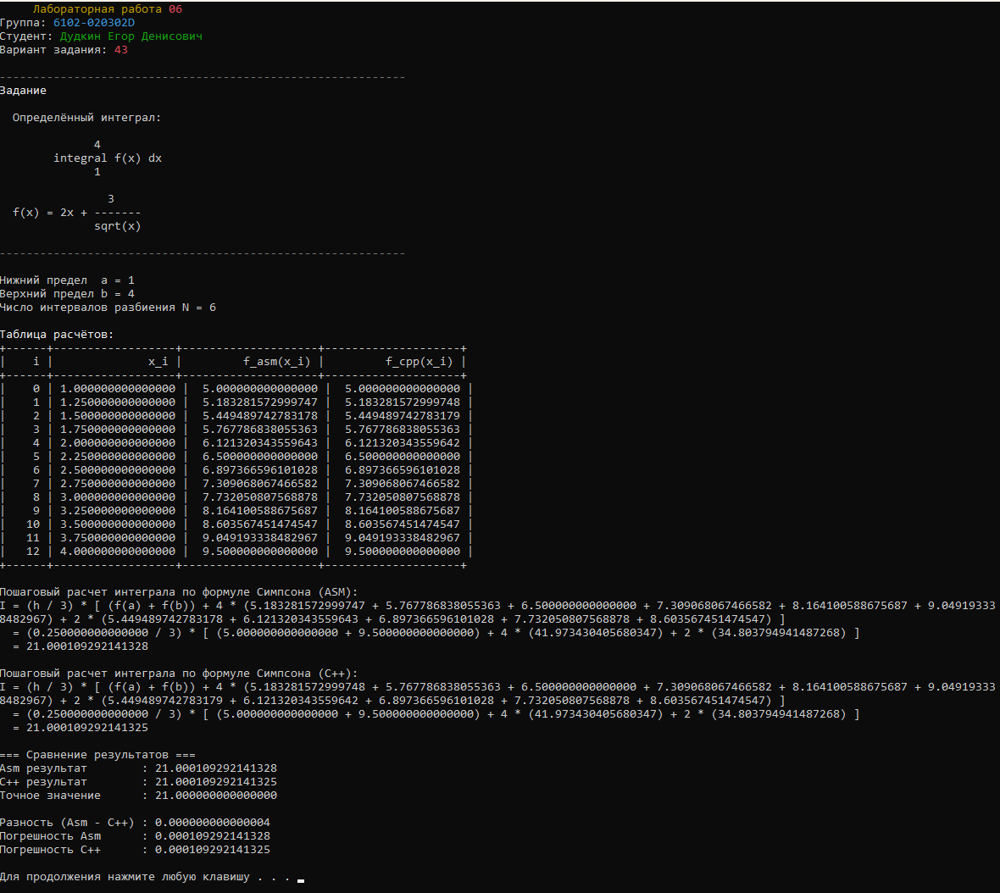 Лабораторная работа 06
Группа: 6102-020302D
Студент: Дудкин Егор Денисович
Вариант задания: 43
------------------------------------------------------------
Задание
Определённый интеграл:
4
integral f(x) dx
1
3
f(x) = 2x + -------
sqrt(x)
------------------------------------------------------------
Нижний предел  a = 1
Верхний предел b = 4
Число интервалов разбиения N = 6
Таблица расчётов:
+------+------------------+--------------------+--------------------+
|    i |              x_i |         f_asm(x_i) |         f_cpp(x_i) |
+------+------------------+--------------------+--------------------+
|    0 | 1.000000000000000 |  5.000000000000000 |  5.000000000000000 |
|    1 | 1.250000000000000 |  5.183281572999747 |  5.183281572999748 |
|    2 | 1.500000000000000 |  5.449489742783178 |  5.449489742783179 |
|    3 | 1.750000000000000 |  5.767786838055363 |  5.767786838055363 |
|    4 | 2.000000000000000 |  6.121320343559643 |  6.121320343559642 |
|    5 | 2.250000000000000 |  6.500000000000000 |  6.500000000000000 |
|    6 | 2.500000000000000 |  6.897366596101028 |  6.897366596101028 |
|    7 | 2.750000000000000 |  7.309068067466582 |  7.309068067466582 |
|    8 | 3.000000000000000 |  7.732050807568878 |  7.732050807568878 |
|    9 | 3.250000000000000 |  8.164100588675687 |  8.164100588675687 |
|   10 | 3.500000000000000 |  8.603567451474547 |  8.603567451474547 |
|   11 | 3.750000000000000 |  9.049193338482967 |  9.049193338482967 |
|   12 | 4.000000000000000 |  9.500000000000000 |  9.500000000000000 |
+------+------------------+--------------------+--------------------+
Пошаговый расчет интеграла по формуле Симпсона (ASM):
I = (h / 3) * [ (f(a) + f(b)) + 4 * (5.183281572999747 + 5.767786838055363 + 6.500000000000000 + 7.309068067466582 + 8.164100588675687 + 9.04919333
8482967) + 2 * (5.449489742783178 + 6.121320343559643 + 6.897366596101028 + 7.732050807568878 + 8.603567451474547) ]
= (0.250000000000000 / 3) * [ (5.000000000000000 + 9.500000000000000) + 4 * (41.973430405680347) + 2 * (34.803794941487268) ]
= 21.000109292141328
Пошаговый расчет интеграла по формуле Симпсона (C++):
I = (h / 3) * [ (f(a) + f(b)) + 4 * (5.183281572999748 + 5.767786838055363 + 6.500000000000000 + 7.309068067466582 + 8.164100588675687 + 9.04919333
8482967) + 2 * (5.449489742783179 + 6.121320343559642 + 6.897366596101028 + 7.732050807568878 + 8.603567451474547) ]
= (0.250000000000000 / 3) * [ (5.000000000000000 + 9.500000000000000) + 4 * (41.973430405680347) + 2 * (34.803794941487268) ]
= 21.000109292141325
=== Сравнение результатов ===
Asm результат        : 21.000109292141328
C++ результат        : 21.000109292141325
Точное значение      : 21.000000000000000
Разность (Asm - C++) : 0.000000000000004
Погрешность Asm      : 0.000109292141328
Погрешность C++      : 0.000109292141325
Для продолжения нажмите любую клавишу . . .